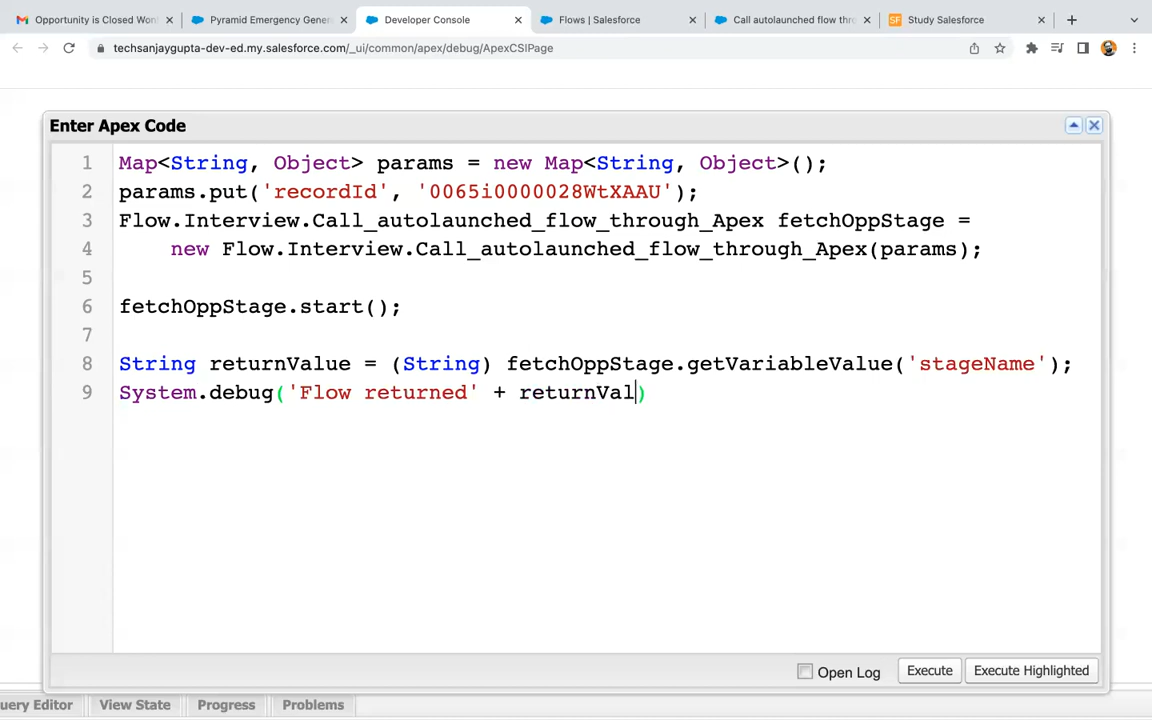 Opportunity is Closed Won
Pyramid Emergency Gener
Developer Console
Flows | Salesforce
Call autolaunched flow thr
Study Salesforce
techsanjaygupta-dev-ed.my.salesforce.com/_ui/common/apex/debug/ApexCSIPage
Enter Apex Code
1 Map<String, Object> params = new Map<String, Object>();
2 params.put('recordId', '0065i0000028WtXAAU');
3 Flow.Interview.Call_autolaunched_flow_through_Apex fetchOppStage =
4 new Flow.Interview.Call_autolaunched_flow_through_Apex(params);
5
6 fetchOppStage.start();
7
8 String returnValue = (String) fetchOppStage.getVariableValue('stageName');
9 System.debug('Flow returned' + returnVal)
Open Log
Execute
Execute Highlighted
uery Editor
View State
Progress
Problems